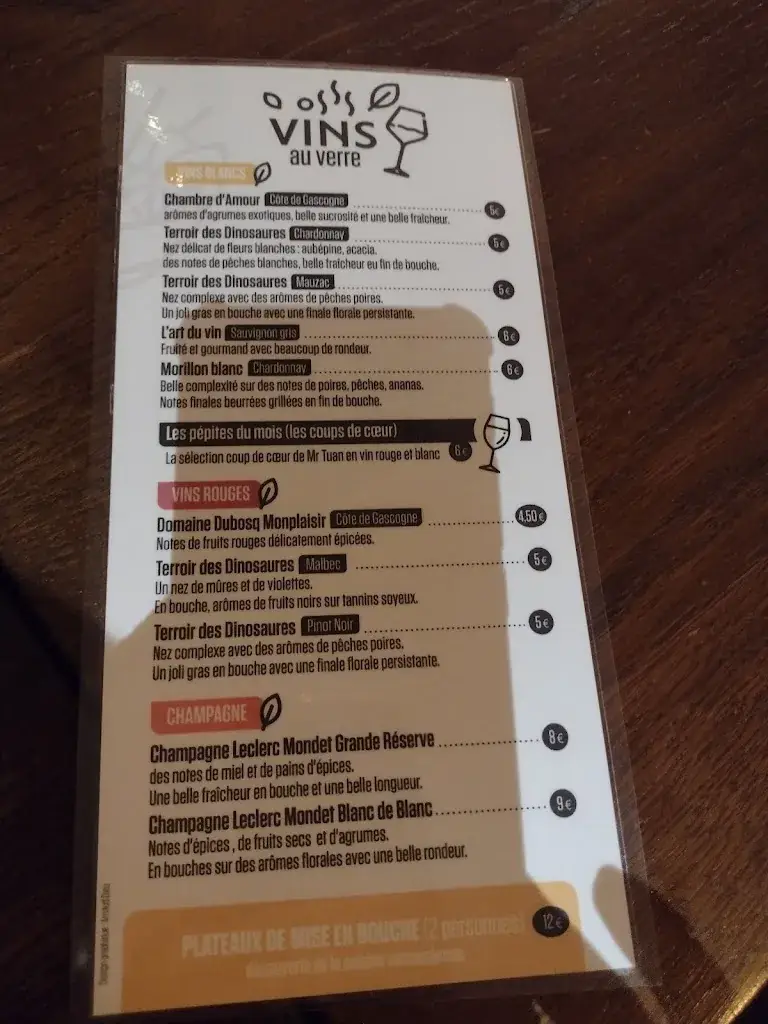 VINS
au verre
VINS BLANCS
Chambre d'Amour Côte de Gascogne 5€
arômes d'agrumes exotiques, belle sucrosité et une belle fraîcheur.
Terroir des Dinosaures Chardonnay 5€
Nez délicat de fleurs blanches : aubépine, acacia.
des notes de pêches blanches, belle fraîcheur eu fin de bouche.
Terroir des Dinosaures Mauzac 5€
Nez complexe avec des arômes de pêches poires.
Un joli gras en bouche avec une finale florale persistante.
L'art du vin Sauvignon gris 6€
Fruité et gourmand avec beaucoup de rondeur.
Morillon blanc Chardonnay 6€
Belle complexité sur des notes de poires, pêches, ananas.
Notes finales beurrées grillées en fin de bouche.
Les pépites du mois (les coups de cœur)
La sélection coup de cœur de Mr Tuan en vin rouge et blanc 6€
VINS ROUGES
Domaine Dubosq Monplaisir Côte de Gascogne 4,50€
Notes de fruits rouges délicatement épicées.
Terroir des Dinosaures Malbec 5€
Un nez de mûres et de violettes.
En bouche, arômes de fruits noirs sur tannins soyeux.
Terroir des Dinosaures Pinot Noir 5€
Nez complexe avec des arômes de pêches poires.
Un joli gras en bouche avec une finale florale persistante.
CHAMPAGNE
Champagne Leclerc Mondet Grande Réserve 8€
des notes de miel et de pains d'épices.
Une belle fraîcheur en bouche et une belle longueur.
Champagne Leclerc Mondet Blanc de Blanc 9€
Notes d'épices, de fruits secs et d'agrumes.
En bouches sur des arômes florales avec une belle rondeur.
PLATEAUX DE MISE EN BOUCHE (2 personnes) 12€